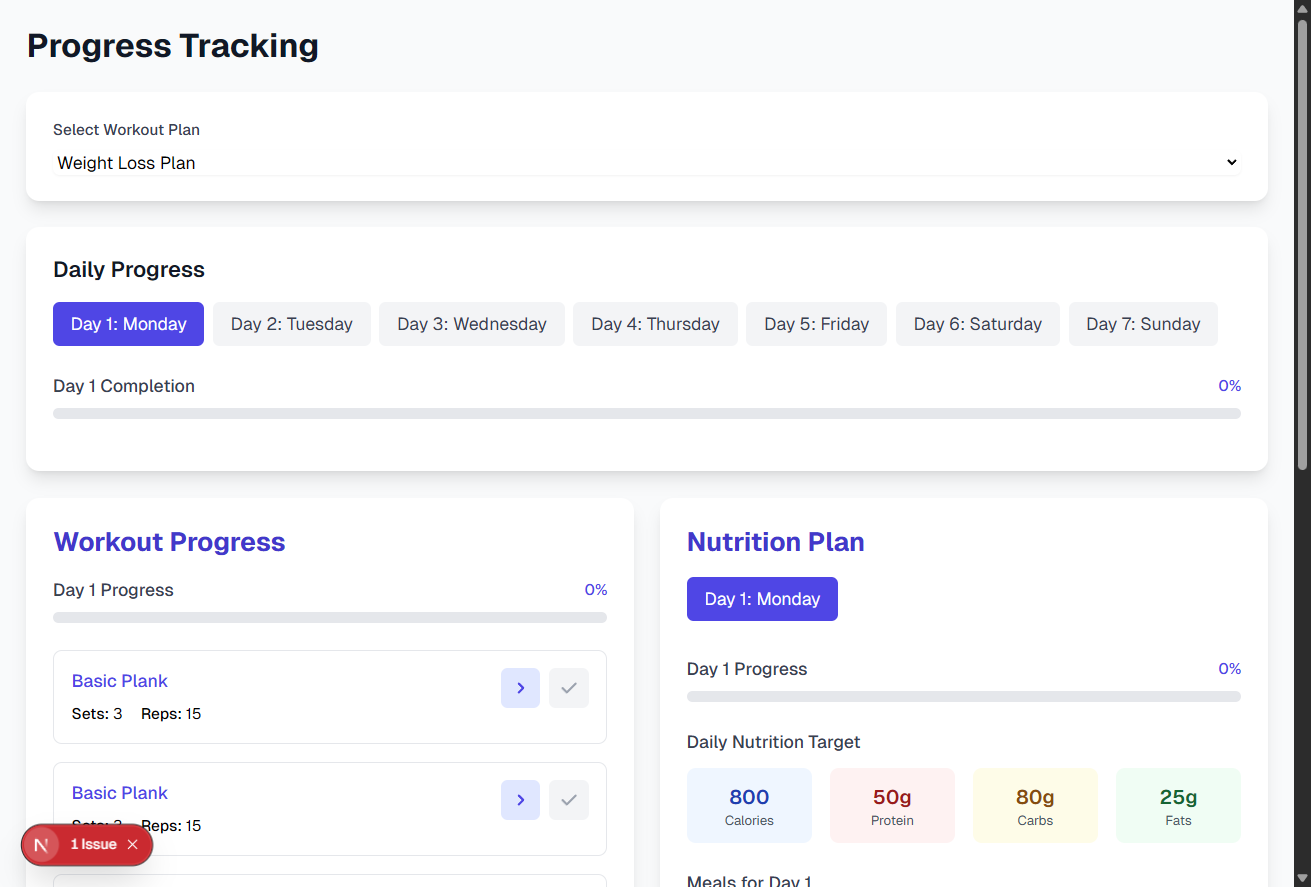 Progress Tracking
Select Workout Plan
Weight Loss Plan
Daily Progress
Day 1: Monday Day 2: Tuesday Day 3: Wednesday Day 4: Thursday Day 5: Friday Day 6: Saturday Day 7: Sunday
Day 1 Completion 0%
Workout Progress
Day 1 Progress 0%
Basic Plank
Sets: 3 Reps: 15
Basic Plank
Sets: 3 Reps: 15
N 1 Issue
Nutrition Plan
Day 1: Monday
Day 1 Progress 0%
Daily Nutrition Target
800 50g 80g 25g
Calories Protein Carbs Fats
Meals for Day 1